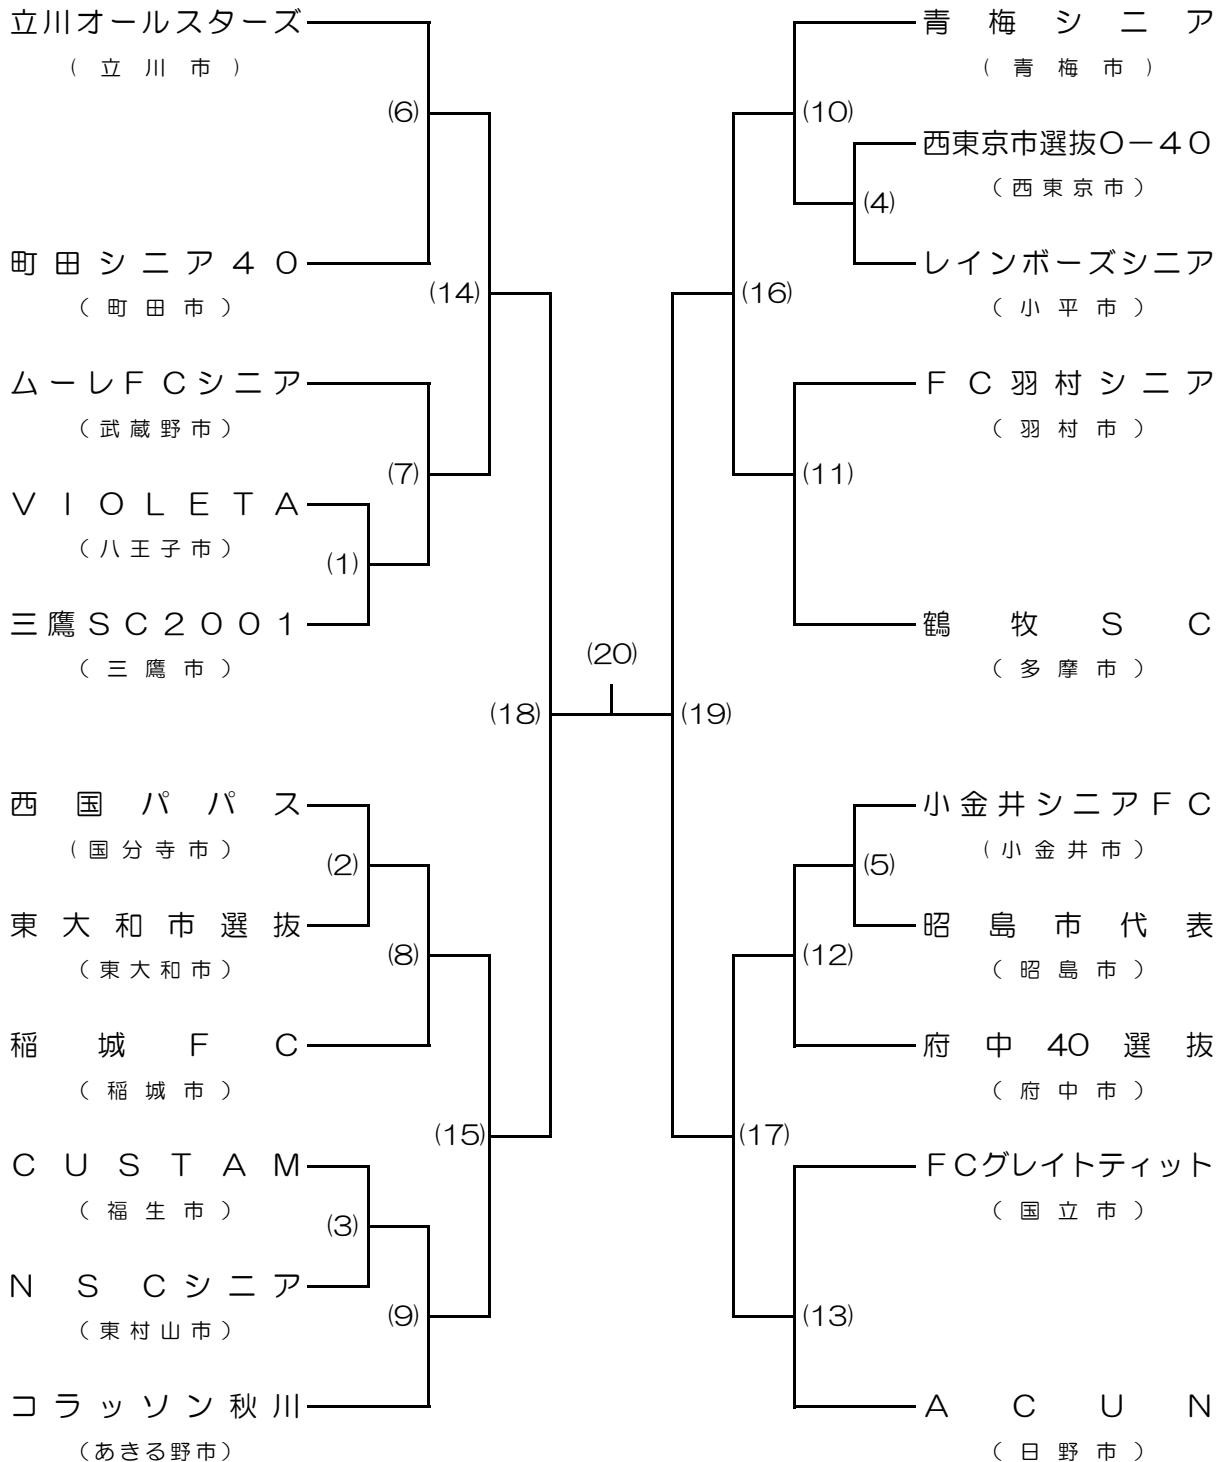 立川オールスターズ
(立川市)
(6)
町田シニア４０
(町田市)
(14)
ムーレＦＣシニア
(武蔵野市)
(7)
ＶＩＯＬＥＴＡ
(八王子市)
(1)
三鷹ＳＣ２００１
(三鷹市)
(18)
西国パパス
(国分寺市)
(2)
東大和市選抜
(東大和市)
(8)
稲城ＦＣ
(稲城市)
(15)
ＣＵＳＴＡＭ
(福生市)
(3)
ＮＳＣシニア
(東村山市)
(9)
コラッソン秋川
(あきる野市)
(20)
青梅シニア
(青梅市)
(10)
西東京市選抜Ｏ－４０
(西東京市)
(4)
レインボーズシニア
(小平市)
(16)
ＦＣ羽村シニア
(羽村市)
(11)
鶴牧ＳＣ
(多摩市)
(19)
小金井シニアＦＣ
(小金井市)
(5)
昭島市代表
(昭島市)
(12)
府中40選抜
(府中市)
(17)
ＦＣグレイトティット
(国立市)
(13)
ＡＣＵＮ
(日野市)